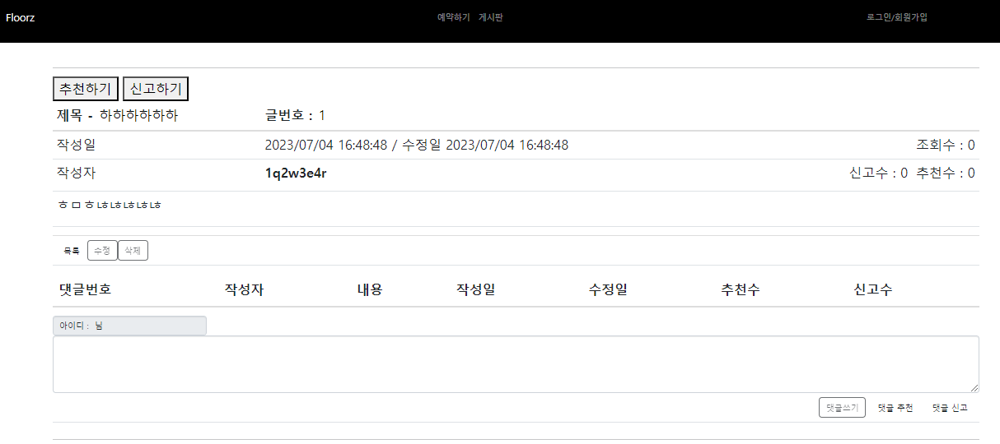 Floorz 예약하기 게시판 로그인/회원가입
추천하기 신고하기
제목 - 하하하하하하 글번호 : 1
작성일 2023/07/04 16:48:48 / 수정일 2023/07/04 16:48:48 조회수 : 0
작성자 1q2w3e4r 신고수 : 0 추천수 : 0
ㅎㅁㅎㄶㄶㄶㄶㄶ
목록 수정 삭제
댓글번호 작성자 내용 작성일 수정일 추천수 신고수
아이디 : 님
댓글쓰기 댓글 추천 댓글 신고